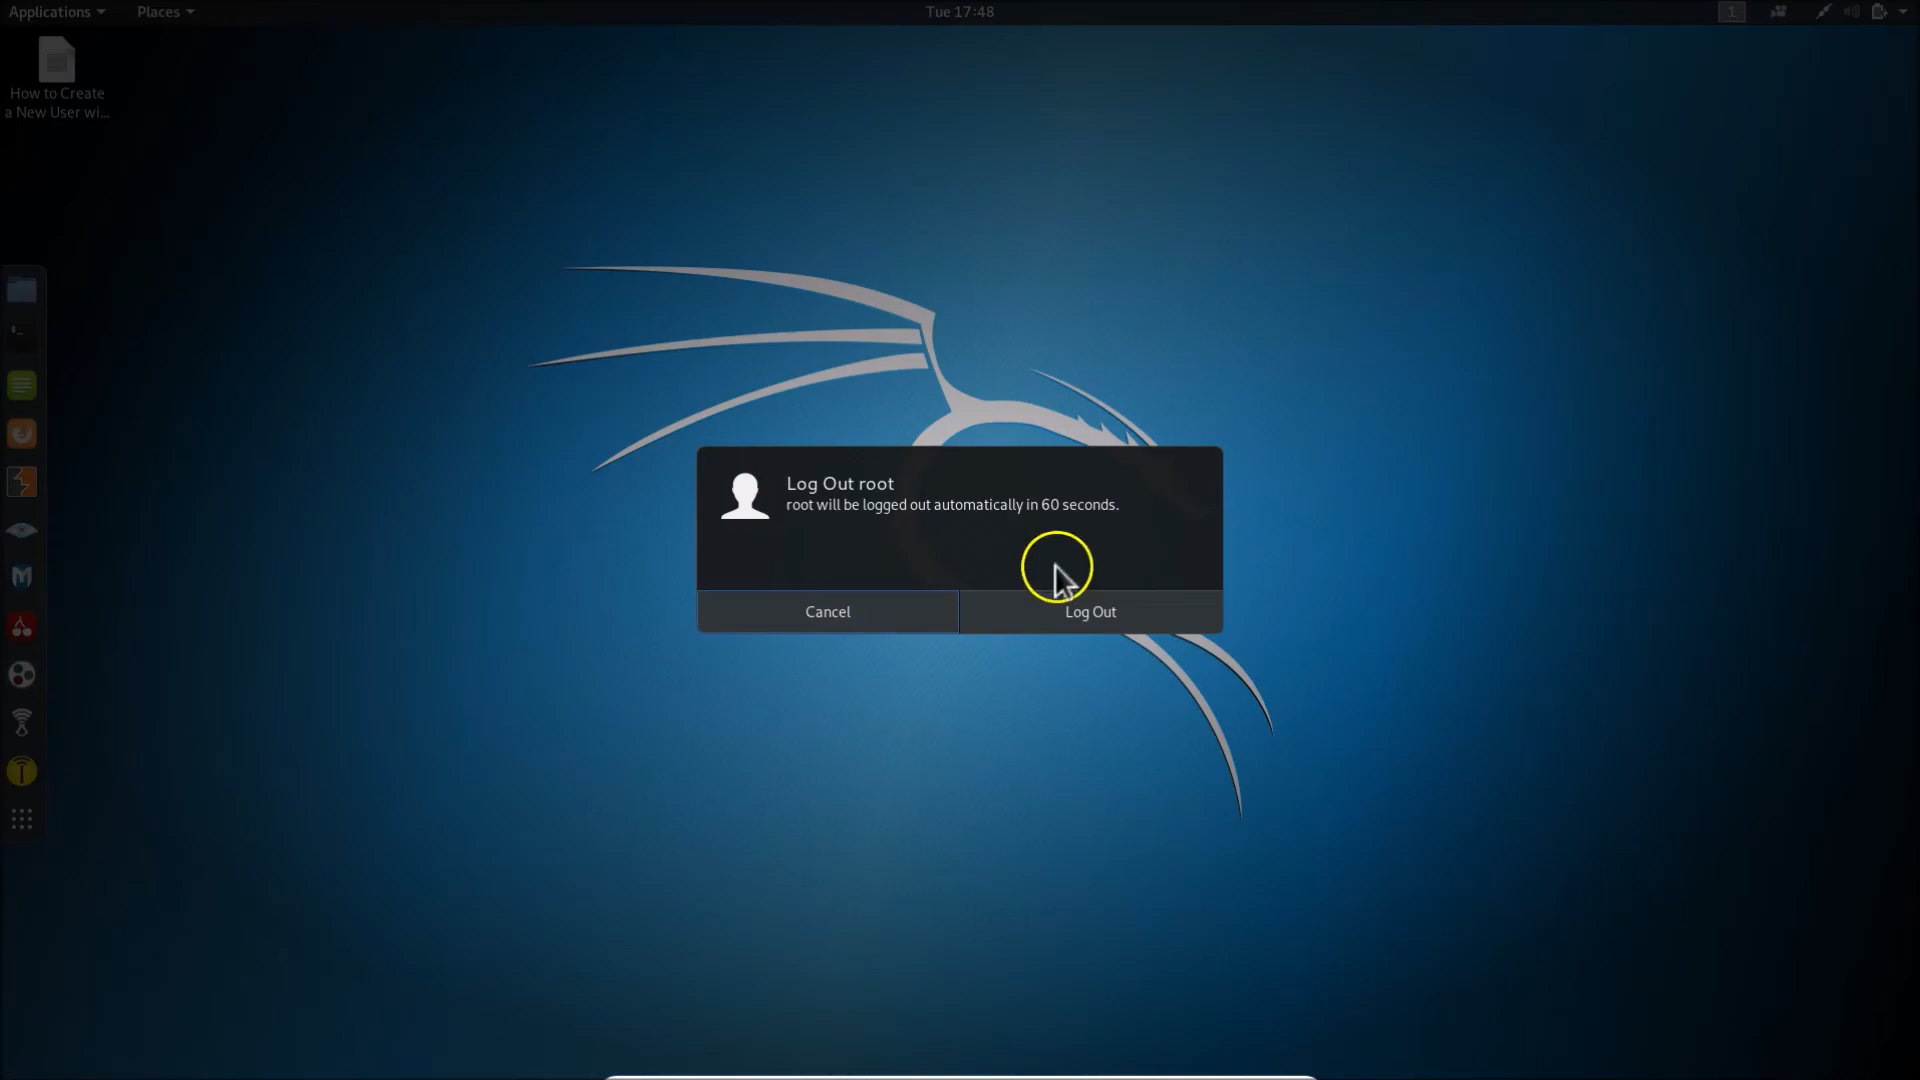 Applications
Places
Tue 17:48
1
How to Create
a New User wi...
Log Out root
root will be logged out automatically in 60 seconds.
Cancel
Log Out